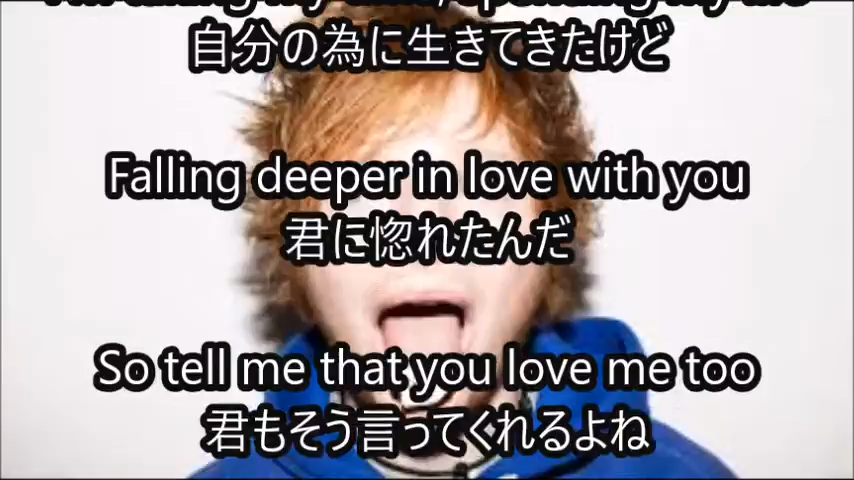 自分の為に生きてきたけど
Falling deeper in love with you
君に惚れたんだ
So tell me that you love me too
君もそう言ってくれるよね